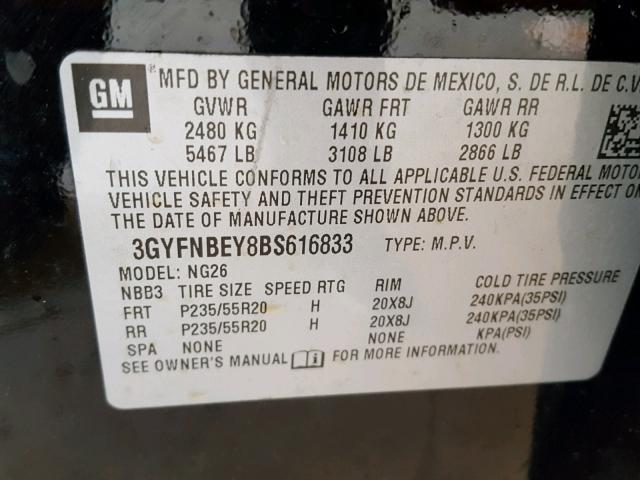 GM ® MFD BY GENERAL MOTORS DE MEXICO, S. DE R.L. DE C.V
GVWR GAWR FRT GAWR RR
2480 KG 1410 KG 1300 KG
5467 LB 3108 LB 2866 LB
THIS VEHICLE CONFORMS TO ALL APPLICABLE U.S. FEDERAL MOTOR
VEHICLE SAFETY AND THEFT PREVENTION STANDARDS IN EFFECT ON
THE DATE OF MANUFACTURE SHOWN ABOVE.
3GYFNBEY8BS616833 TYPE: M.P.V.
MODEL: NG26
NBB3 TIRE SIZE SPEED RTG RIM COLD TIRE PRESSURE
FRT P235/55R20 H 20X8J 240KPA(35PSI)
RR P235/55R20 H 20X8J 240KPA(35PSI)
SPA NONE NONE KPA(PSI)
SEE OWNER'S MANUAL i FOR MORE INFORMATION.